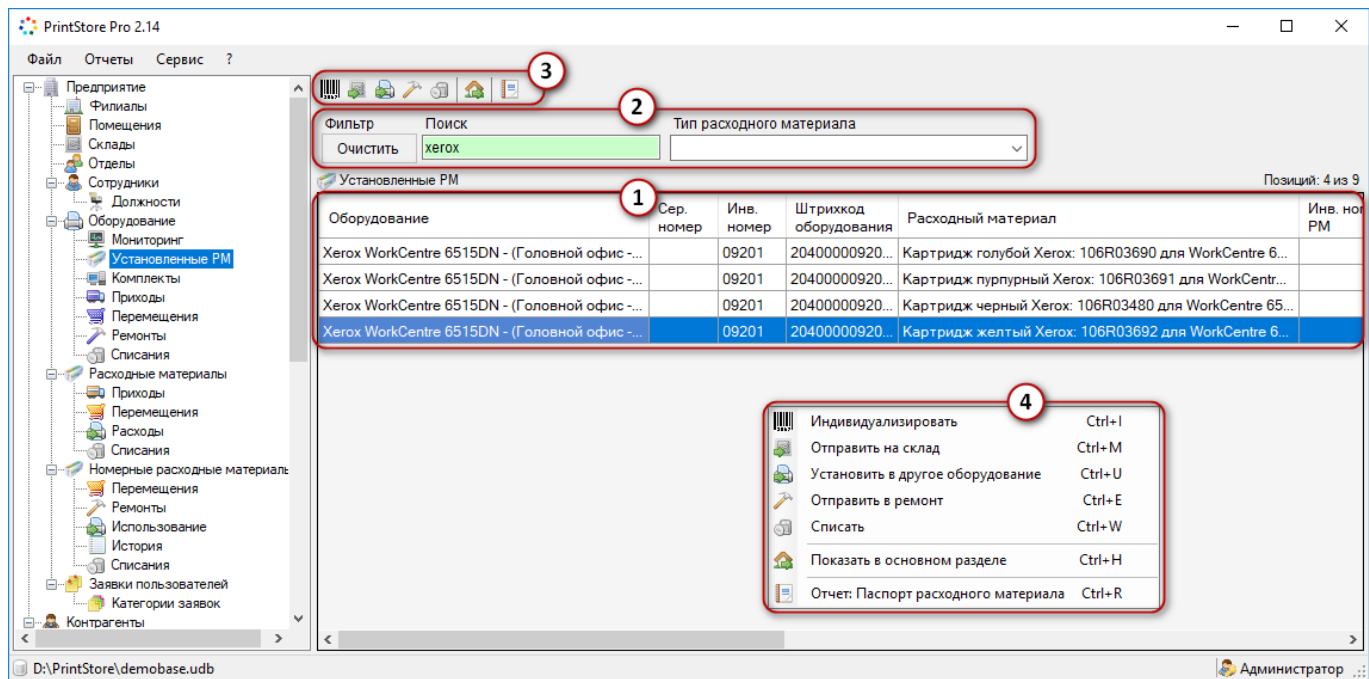 PrintStore Pro 2.14
Файл Отчеты Сервис ?
Предприятие
Филиалы
Помещения
Склады
Отделы
Сотрудники
Должности
Оборудование
Мониторинг
Установленные РМ
Комплекты
Приходы
Перемещения
Ремонты
Списания
Расходные материалы
Приходы
Перемещения
Расходы
Списания
Номерные расходные материаль
Перемещения
Ремонты
Использование
История
Списания
Заявки пользователей
Категории заявок
Контрагенты
3
2
Фильтр Поиск Тип расходного материала
Очистить xerox
Установленные РМ Позиций: 4 из 9
1
Оборудование Сер. номер Инв. номер Штрихкод оборудования Расходный материал Инв. ном РМ
Xerox WorkCentre 6515DN - (Головной офис -... 09201 20400000920... Картридж голубой Xerox: 106R03690 для WorkCentre 6...
Xerox WorkCentre 6515DN - (Головной офис -... 09201 20400000920... Картридж пурпурный Xerox: 106R03691 для WorkCentr...
Xerox WorkCentre 6515DN - (Головной офис -... 09201 20400000920... Картридж черный Xerox: 106R03480 для WorkCentre 65...
Xerox WorkCentre 6515DN - (Головной офис -... 09201 20400000920... Картридж желтый Xerox: 106R03692 для WorkCentre 6...
4
Индивидуализировать Ctrl+I
Отправить на склад Ctrl+M
Установить в другое оборудование Ctrl+U
Отправить в ремонт Ctrl+E
Списать Ctrl+W
Показать в основном разделе Ctrl+H
Отчет: Паспорт расходного материала Ctrl+R
D:\PrintStore\demobase.udb Администратор